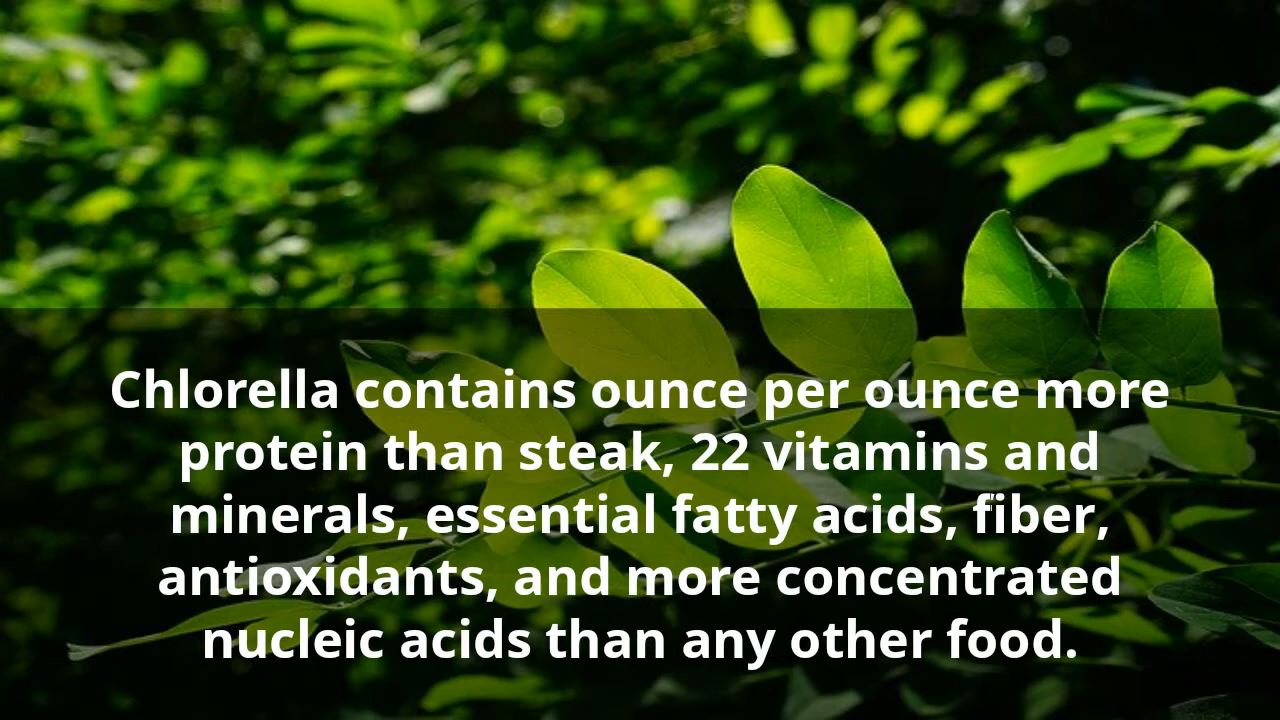 Chlorella contains ounce per ounce more
protein than steak, 22 vitamins and
minerals, essential fatty acids, fiber,
antioxidants, and more concentrated
nucleic acids than any other food.